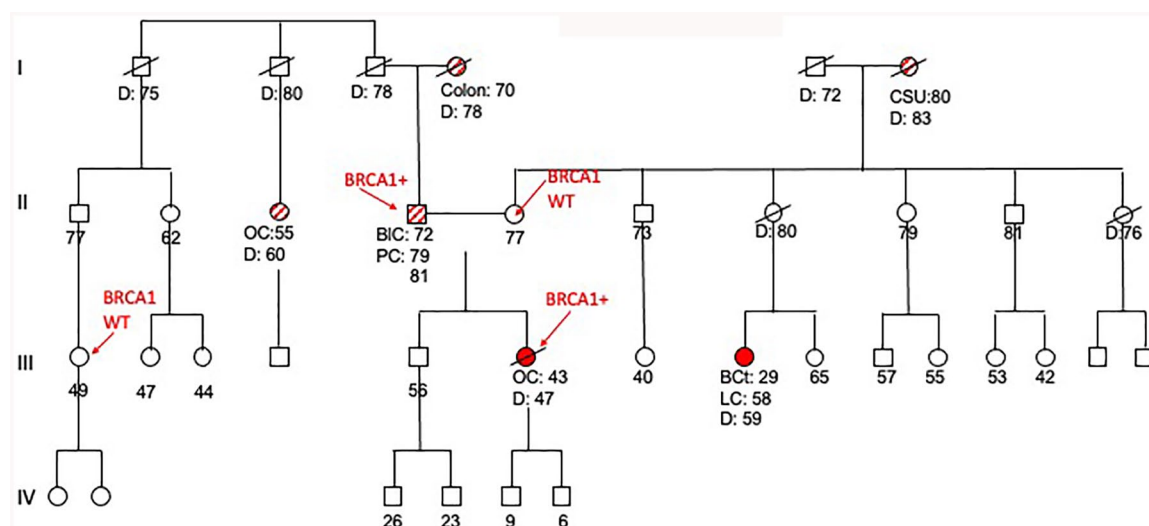 I
D: 75
D: 80
D: 78
Colon: 70
D: 78
D: 72
CSU:80
D: 83
II
BRCA1+
BRCA1
WT
77
62
OC:55
D: 60
BIC: 72
PC: 79
81
77
73
D: 80
79
81
D:76
BRCA1
WT
BRCA1+
III
49
47
44
56
OC: 43
D: 47
40
BCt: 29
LC: 58
D: 59
65
57
55
53
42
IV
26
23
9
6